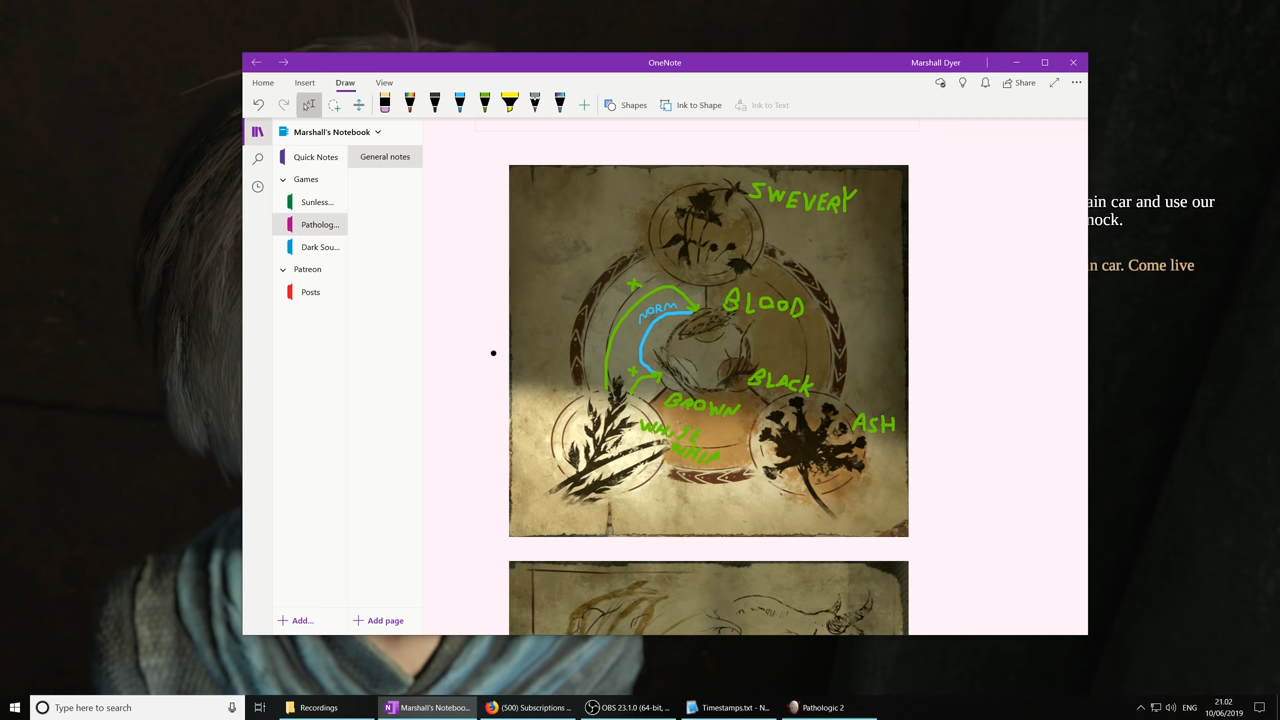 OneNote
Marshall Dyer
Home
Insert
Draw
View
Share
Shapes
Ink to Shape
Ink to Text
Marshall's Notebook
Quick Notes
General notes
Games
Sunless...
Patholog...
Dark Sou...
Patreon
Posts
Add...
Add page
SWEVERY
NORM
BLOOD
BLACK
BROWN
ASH
WHITE
WHIP
ain car and use our
nock.
n car. Come live
Type here to search
Recordings
Marshall's Noteboo...
(500) Subscriptions ...
OBS 23.1.0 (64-bit, ...
Timestamps.txt - N...
Pathologic 2
ENG
21.02
10/06/2019